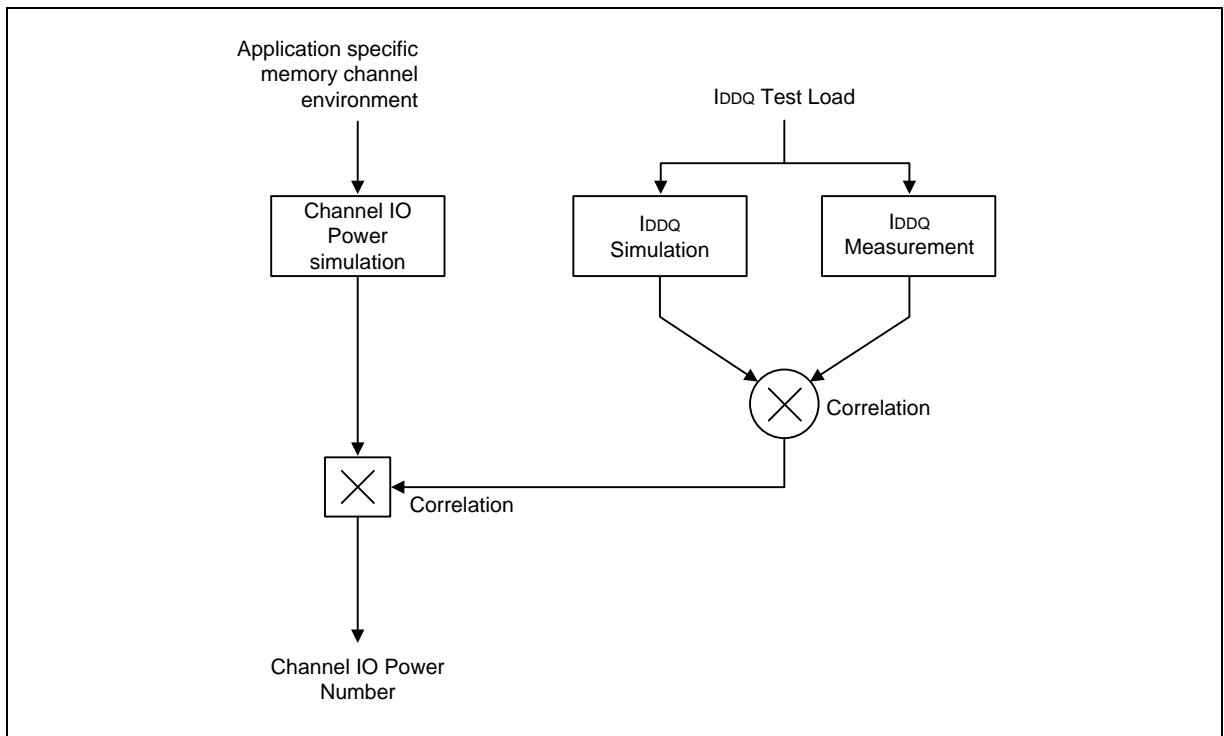 Application specific
memory channel
environment
IDDQ Test Load
Channel IO
Power
simulation
IDDQ
Simulation
IDDQ
Measurement
Correlation
Correlation
Channel IO Power
Number